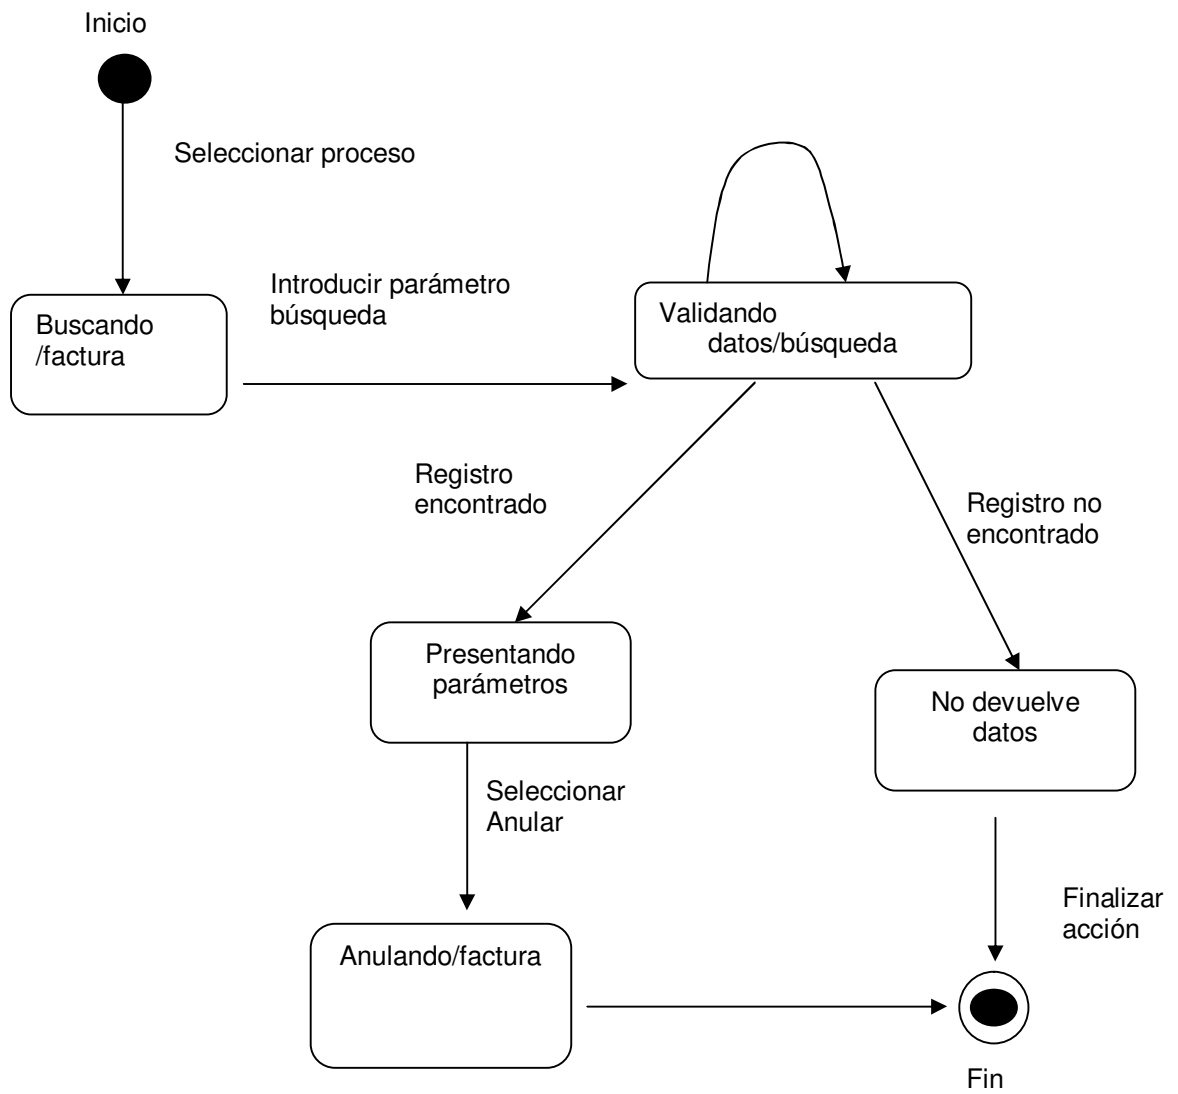 Inicio
Seleccionar proceso
Introducir parámetro
búsqueda
Buscando
/factura
Validando
datos/búsqueda
Registro
encontrado
Registro no
encontrado
Presentando
parámetros
No devuelve
datos
Seleccionar
Anular
Finalizar
acción
Anulando/factura
Fin